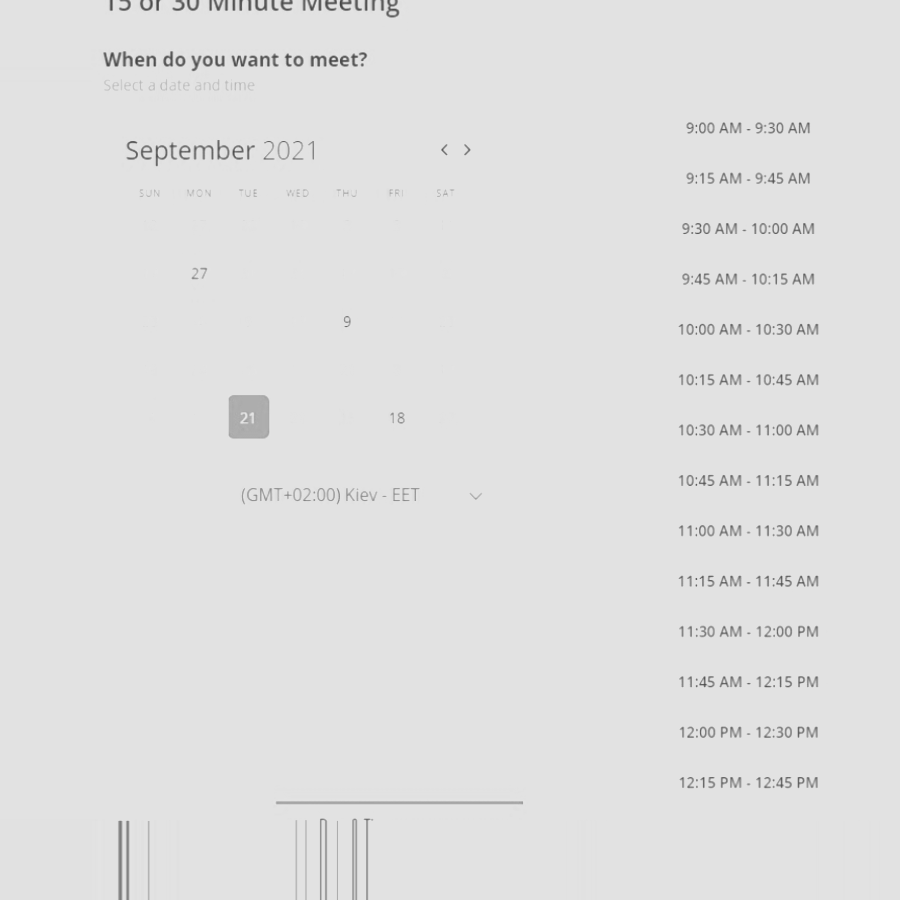 15 or 30 Minute Meeting
When do you want to meet?
Select a date and time
September 2021
SUN MON TUE WED THU FRI SAT
27
9
21 18
(GMT+02:00) Kiev - EET
9:00 AM - 9:30 AM
9:15 AM - 9:45 AM
9:30 AM - 10:00 AM
9:45 AM - 10:15 AM
10:00 AM - 10:30 AM
10:15 AM - 10:45 AM
10:30 AM - 11:00 AM
10:45 AM - 11:15 AM
11:00 AM - 11:30 AM
11:15 AM - 11:45 AM
11:30 AM - 12:00 PM
11:45 AM - 12:15 PM
12:00 PM - 12:30 PM
12:15 PM - 12:45 PM